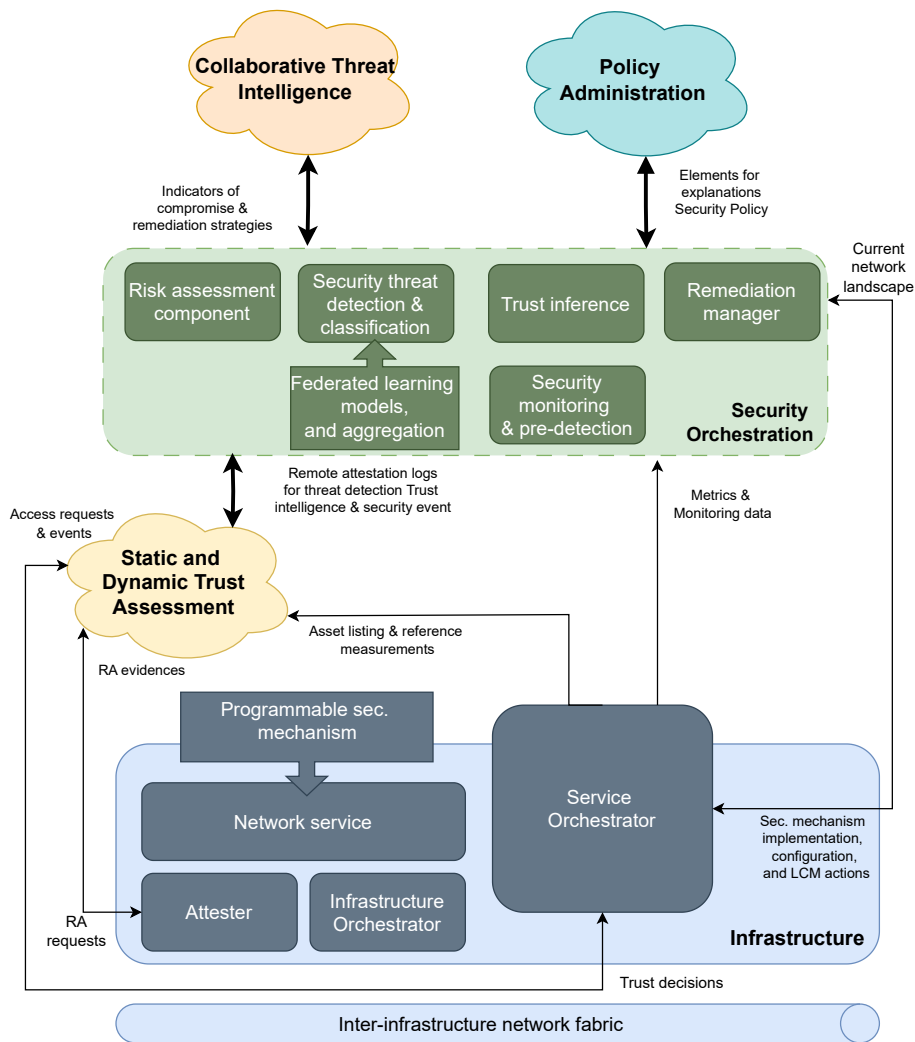 Collaborative Threat
Intelligence
Policy
Administration
Indicators of
compromise &
remediation strategies
Elements for
explanations
Security Policy
Current
network
landscape
Risk assessment
component
Security threat
detection &
classification
Trust inference
Remediation
manager
Federated learning
models,
and aggregation
Security
monitoring
& pre-detection
Security
Orchestration
Remote attestation logs
for threat detection Trust
intelligence & security event
Metrics &
Monitoring data
Access requests
& events
Static and
Dynamic Trust
Assessment
Asset listing & reference
measurements
RA evidences
Programmable sec.
mechanism
Network service
Service
Orchestrator
Sec. mechanism
implementation,
configuration,
and LCM actions
Attester
Infrastructure
Orchestrator
RA
requests
Infrastructure
Trust decisions
Inter-infrastructure network fabric